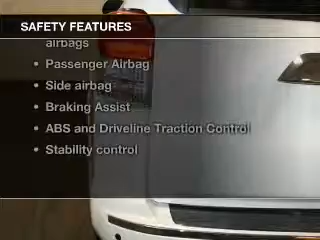 SAFETY FEATURES
airbags
• Passenger Airbag
• Side airbag
• Braking Assist
• ABS and Driveline Traction Control
• Stability control